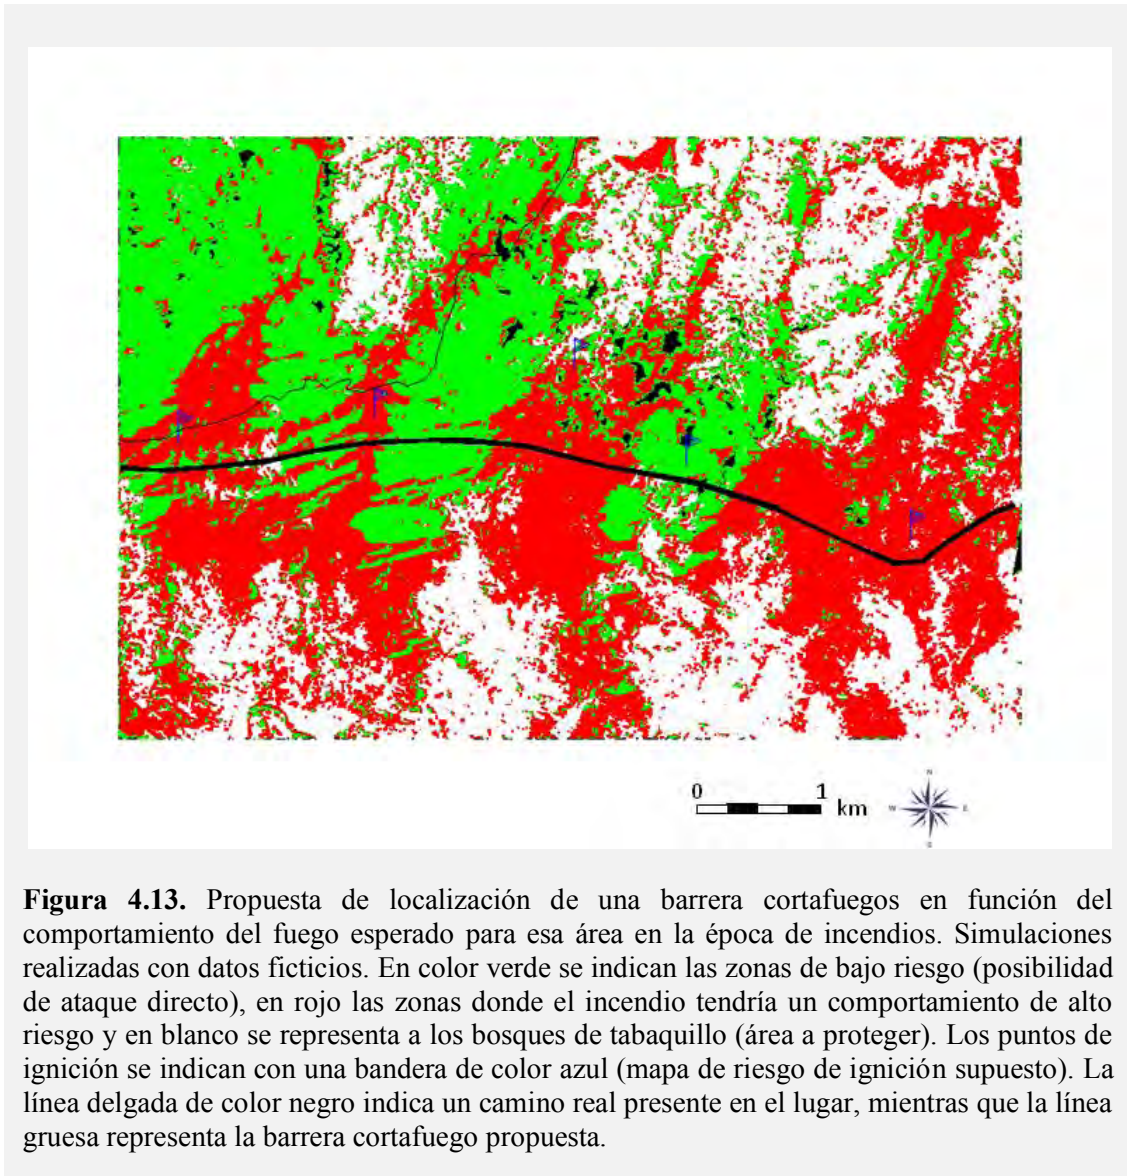 0 1
km
N
W E
S
Figura 4.13. Propuesta de localización de una barrera cortafuegos en función del
comportamiento del fuego esperado para esa área en la época de incendios. Simulaciones
realizadas con datos ficticios. En color verde se indican las zonas de bajo riesgo (posibilidad
de ataque directo), en rojo las zonas donde el incendio tendría un comportamiento de alto
riesgo y en blanco se representa a los bosques de tabaquillo (área a proteger). Los puntos de
ignición se indican con una bandera de color azul (mapa de riesgo de ignición supuesto). La
línea delgada de color negro indica un camino real presente en el lugar, mientras que la línea
gruesa representa la barrera cortafuego propuesta.